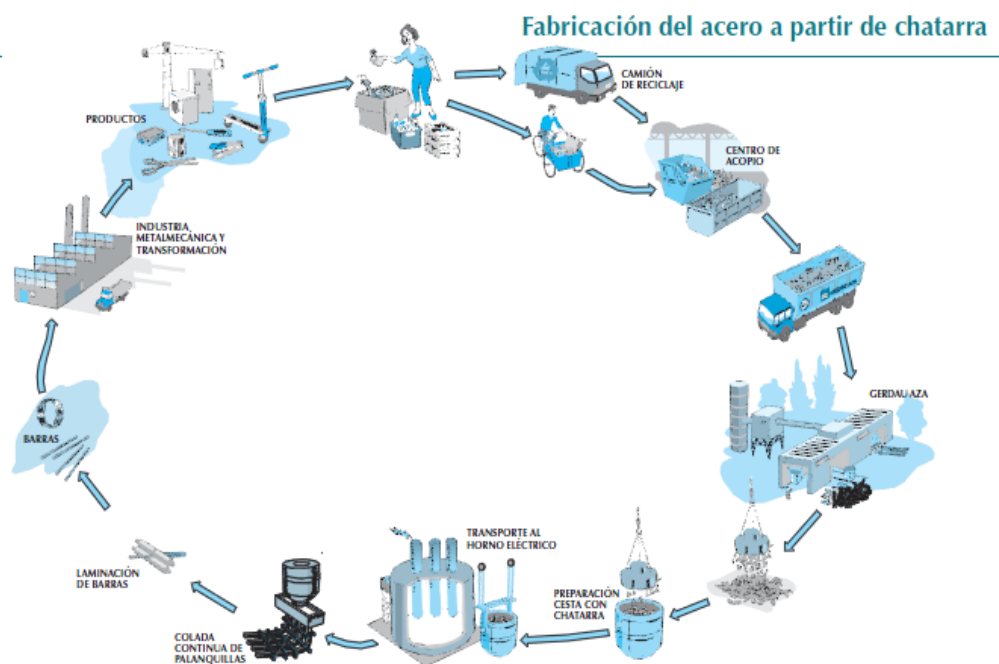 Fabricación del acero a partir de chatarra
CAMIÓN
DE RECICLAJE
CENTRO DE
ACOPIO
GERDAU AZA
PREPARACIÓN
CESTA CON
CHATARRA
TRANSPORTE AL
HORNO ELÉCTRICO
COLADA
CONTINUA DE
PALANQUILLAS
LAMINACIÓN
DE BARRAS
BARRAS
INDUSTRIA
METALMECÁNICA Y
TRANSFORMACIÓN
PRODUCTOS